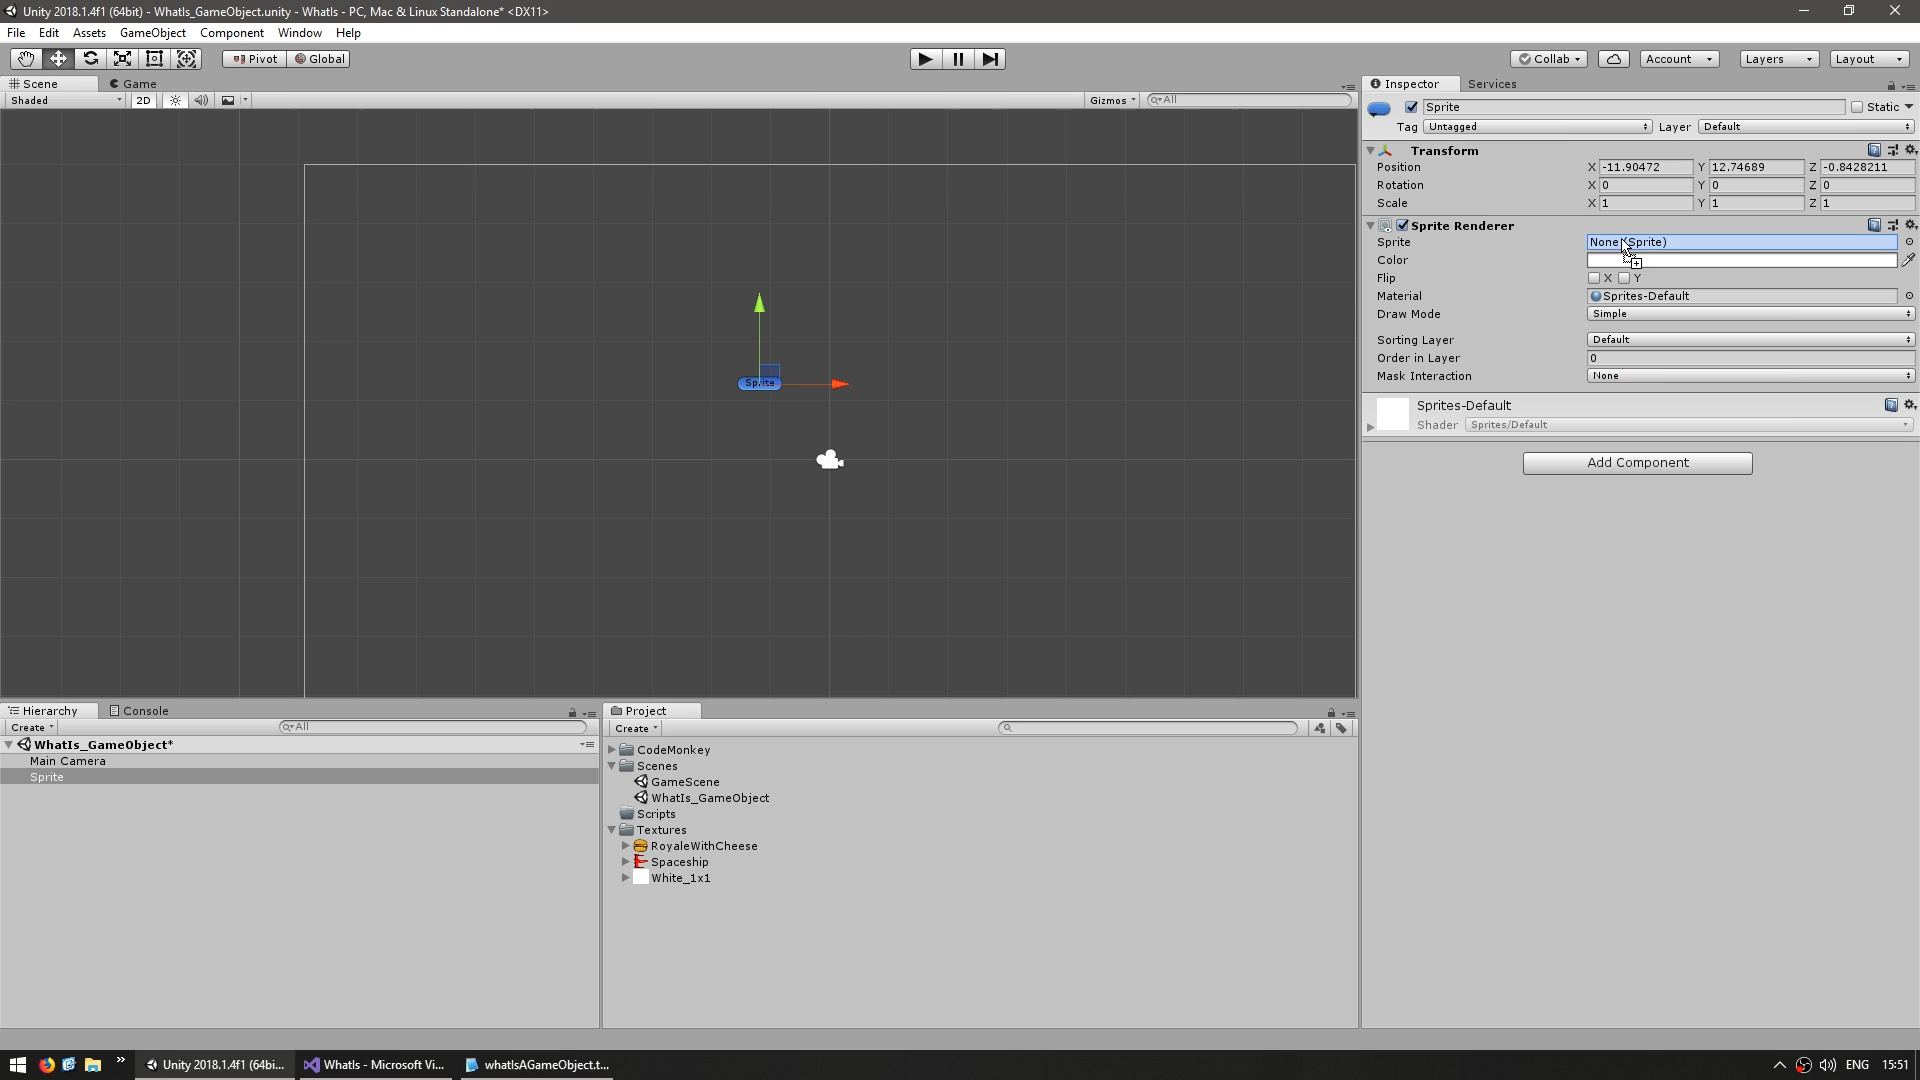 Unity 2018.1.4f1 (64bit) - WhatIs_GameObject.unity - WhatIs - PC, Mac & Linux Standalone* <DX11>
File Edit Assets GameObject Component Window Help
Pivot Global Collab Account Layers Layout
Scene Game Inspector Services
Shaded 2D Gizmos All
Sprite Static
Tag Untagged Layer Default
Transform
Position X -11.90472 Y 12.74689 Z -0.8428211
Rotation X 0 Y 0 Z 0
Scale X 1 Y 1 Z 1
Sprite Renderer
Sprite None (Sprite)
Color
Flip X Y
Material Sprites-Default
Draw Mode Simple
Sorting Layer Default
Order in Layer 0
Mask Interaction None
Sprites-Default
Shader Sprites/Default
Add Component
Sprite
Hierarchy Console
Create All
WhatIs_GameObject*
Main Camera
Sprite
Project
Create
CodeMonkey
Scenes
GameScene
WhatIs_GameObject
Scripts
Textures
RoyaleWithCheese
Spaceship
White_1x1
Unity 2018.1.4f1 (64bi... WhatIs - Microsoft Vi... whatIsAGameObject.t... ENG 15:51